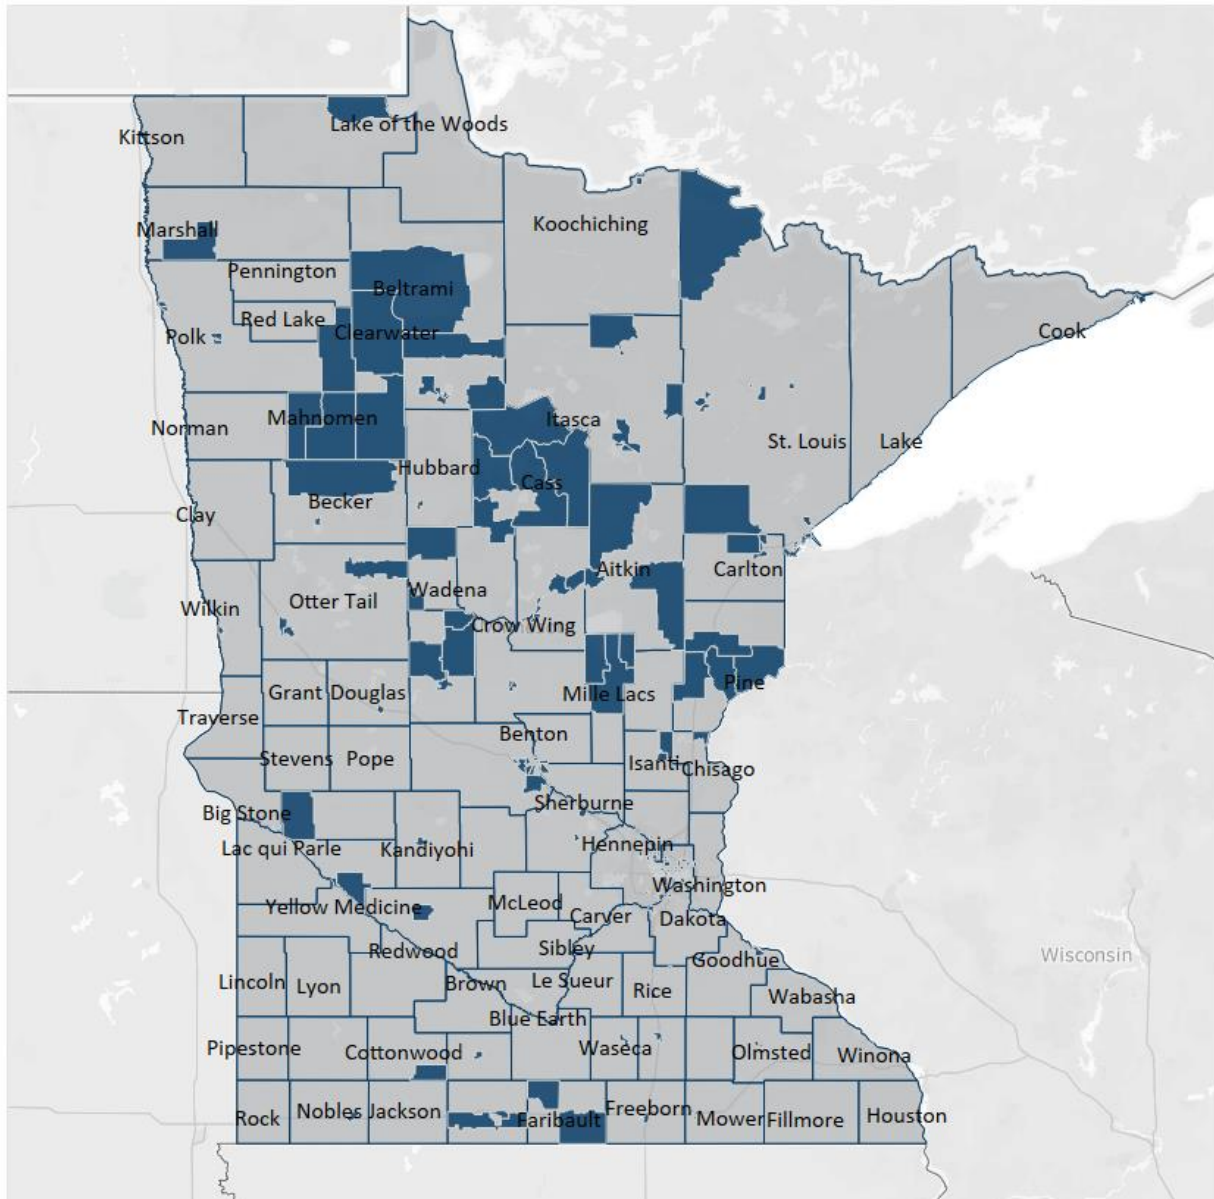 Lake of the Woods
Kittson
Koochiching
Marshall
Pennington
Beltrami
Red Lake
Clearwater
Polk
Cook
Mahnomen
Itasca
Norman
St. Louis
Lake
Hubbard
Cass
Becker
Clay
Aitkin
Carlton
Wadena
Otter Tail
Wilkin
Crow Wing
Pine
Grant
Douglas
Mille Lacs
Traverse
Benton
Stevens
Pope
Isanti
Chisago
Sherburne
Big Stone
Hennepin
Lac qui Parle
Kandiyohi
Washington
McLeod
Yellow Medicine
Carver
Dakota
Redwood
Sibley
Goodhue
Wisconsin
Lincoln
Lyon
Brown
Le Sueur
Rice
Wabasha
Blue Earth
Pipestone
Cottonwood
Waseca
Olmsted
Winona
Rock
Nobles
Jackson
Faribault
Freeborn
Mower
Fillmore
Houston